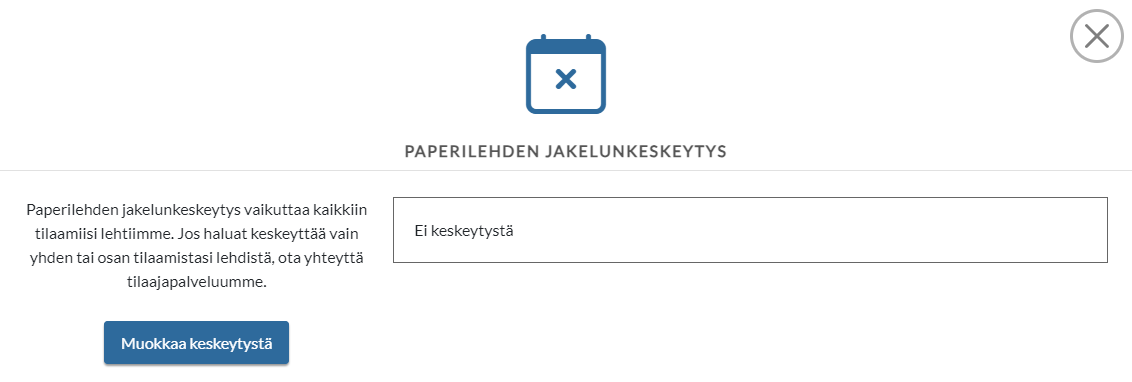 PAPERILEHDEN JAKELUNKESKEYTYS
Paperilehden jakelunkeskeytys vaikuttaa kaikkiin
tilaamiisi lehtiimme. Jos haluat keskeyttää vain
yhden tai osan tilaamistasi lehdistä, ota yhteyttä
tilaajapalveluumme.
Ei keskeytystä
Muokkaa keskeytystä